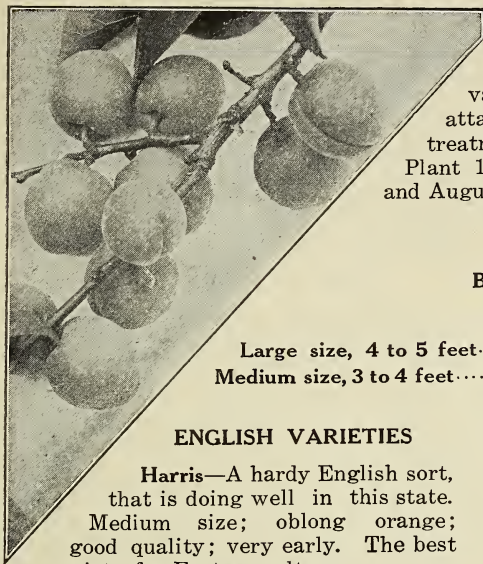 va
atta
treatr
Plant 1
and Augu
B
Large size, 4 to 5 feet
Medium size, 3 to 4 feet....
ENGLISH VARIETIES
Harris—A hardy English sort,
that is doing well in this state.
Medium size; oblong orange;
good quality; very early. The best